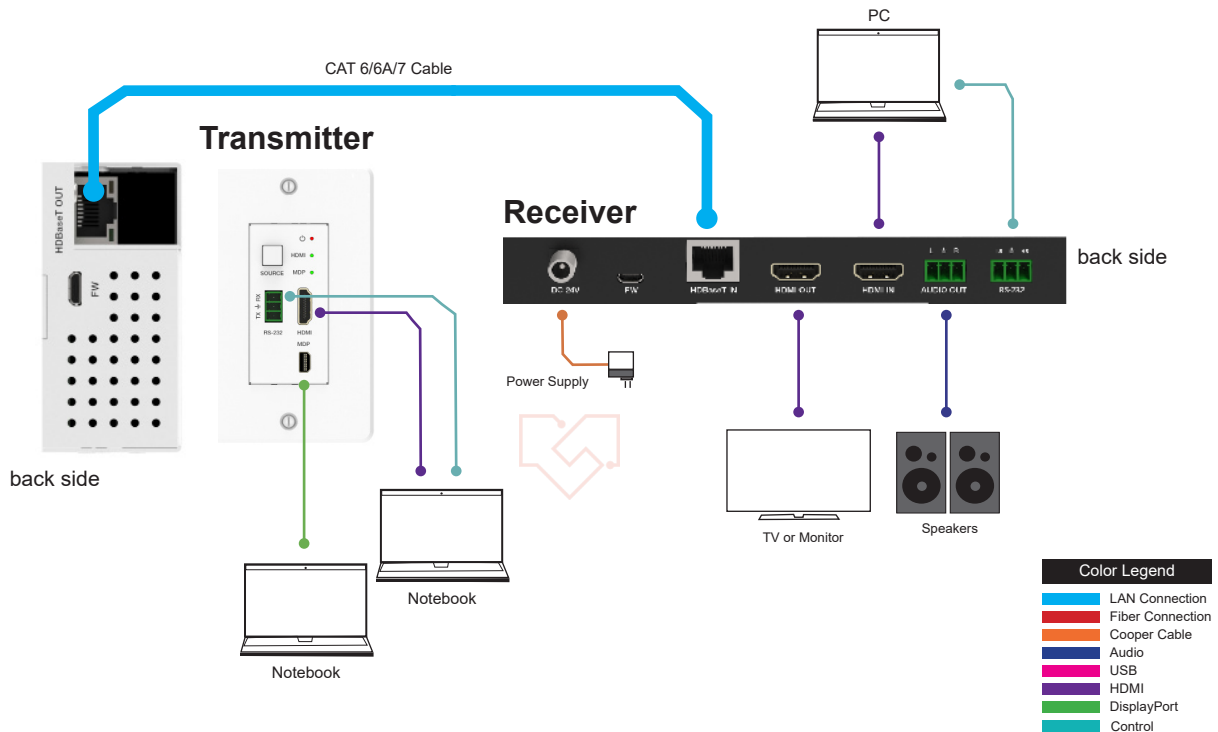 PC
CAT 6/6A/7 Cable
Transmitter
HDBaseT OUT
FW
HDMI
SOURCE
MDP
TX RX
RS-232
HDMI
MDP
back side
Receiver
DC 24V
FW
HDBaseT IN
HDMI OUT
HDMI IN
AUDIO OUT
RS-232
back side
Power Supply
TV or Monitor
Speakers
Notebook
Notebook
Color Legend
LAN Connection
Fiber Connection
Cooper Cable
Audio
USB
HDMI
DisplayPort
Control